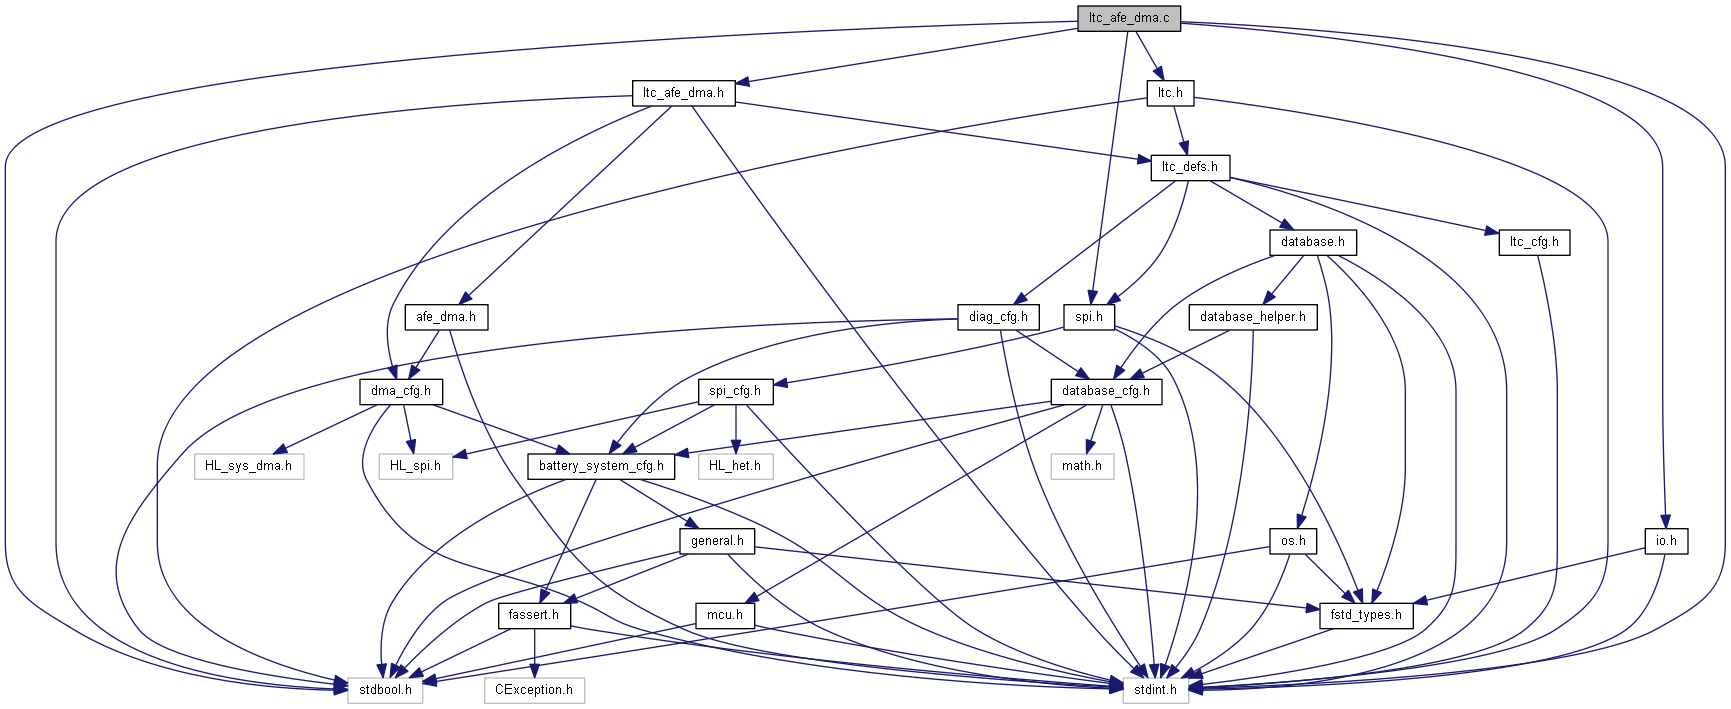 ltc_afe_dma.c
ltc_afe_dma.h
ltc.h
ltc_defs.h
database.h
ltc_cfg.h
afe_dma.h
diag_cfg.h
spi.h
database_helper.h
dma_cfg.h
spi_cfg.h
database_cfg.h
HL_sys_dma.h
HL_spi.h
battery_system_cfg.h
HL_het.h
math.h
general.h
os.h
io.h
fassert.h
mcu.h
fstd_types.h
stdbool.h
CException.h
stdint.h